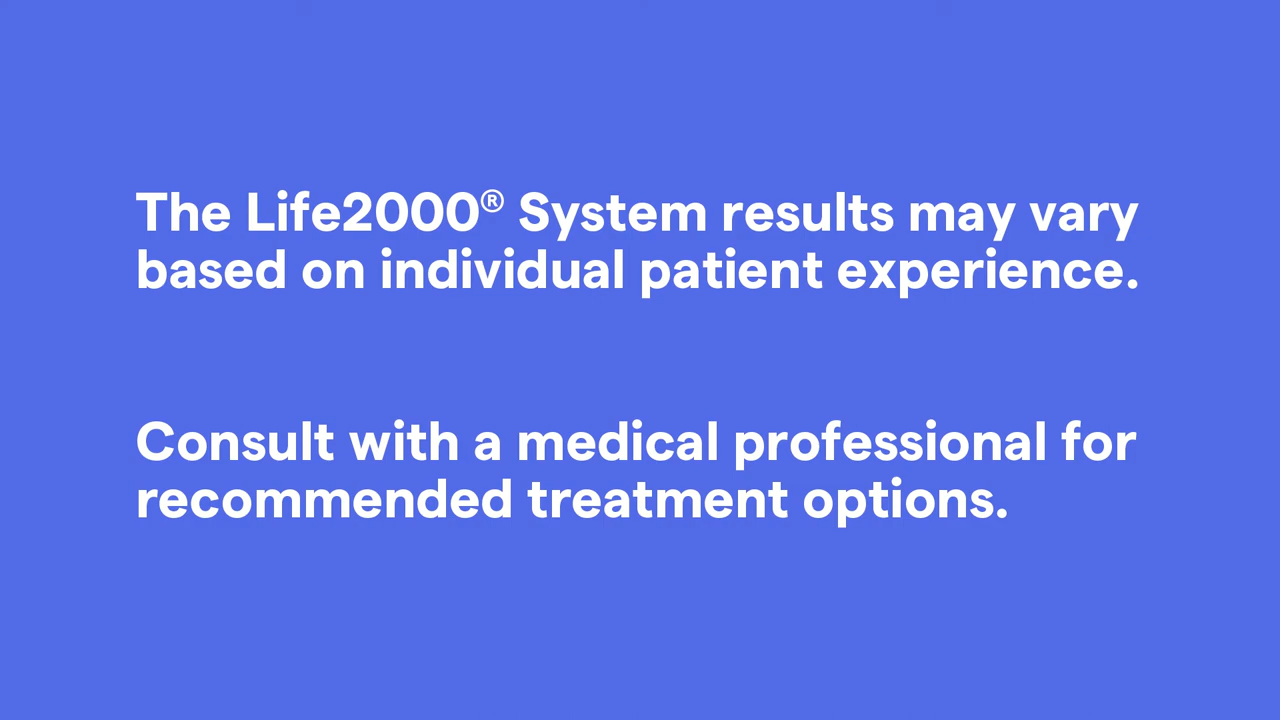 The Life2000® System results may vary
based on individual patient experience.
Consult with a medical professional for
recommended treatment options.